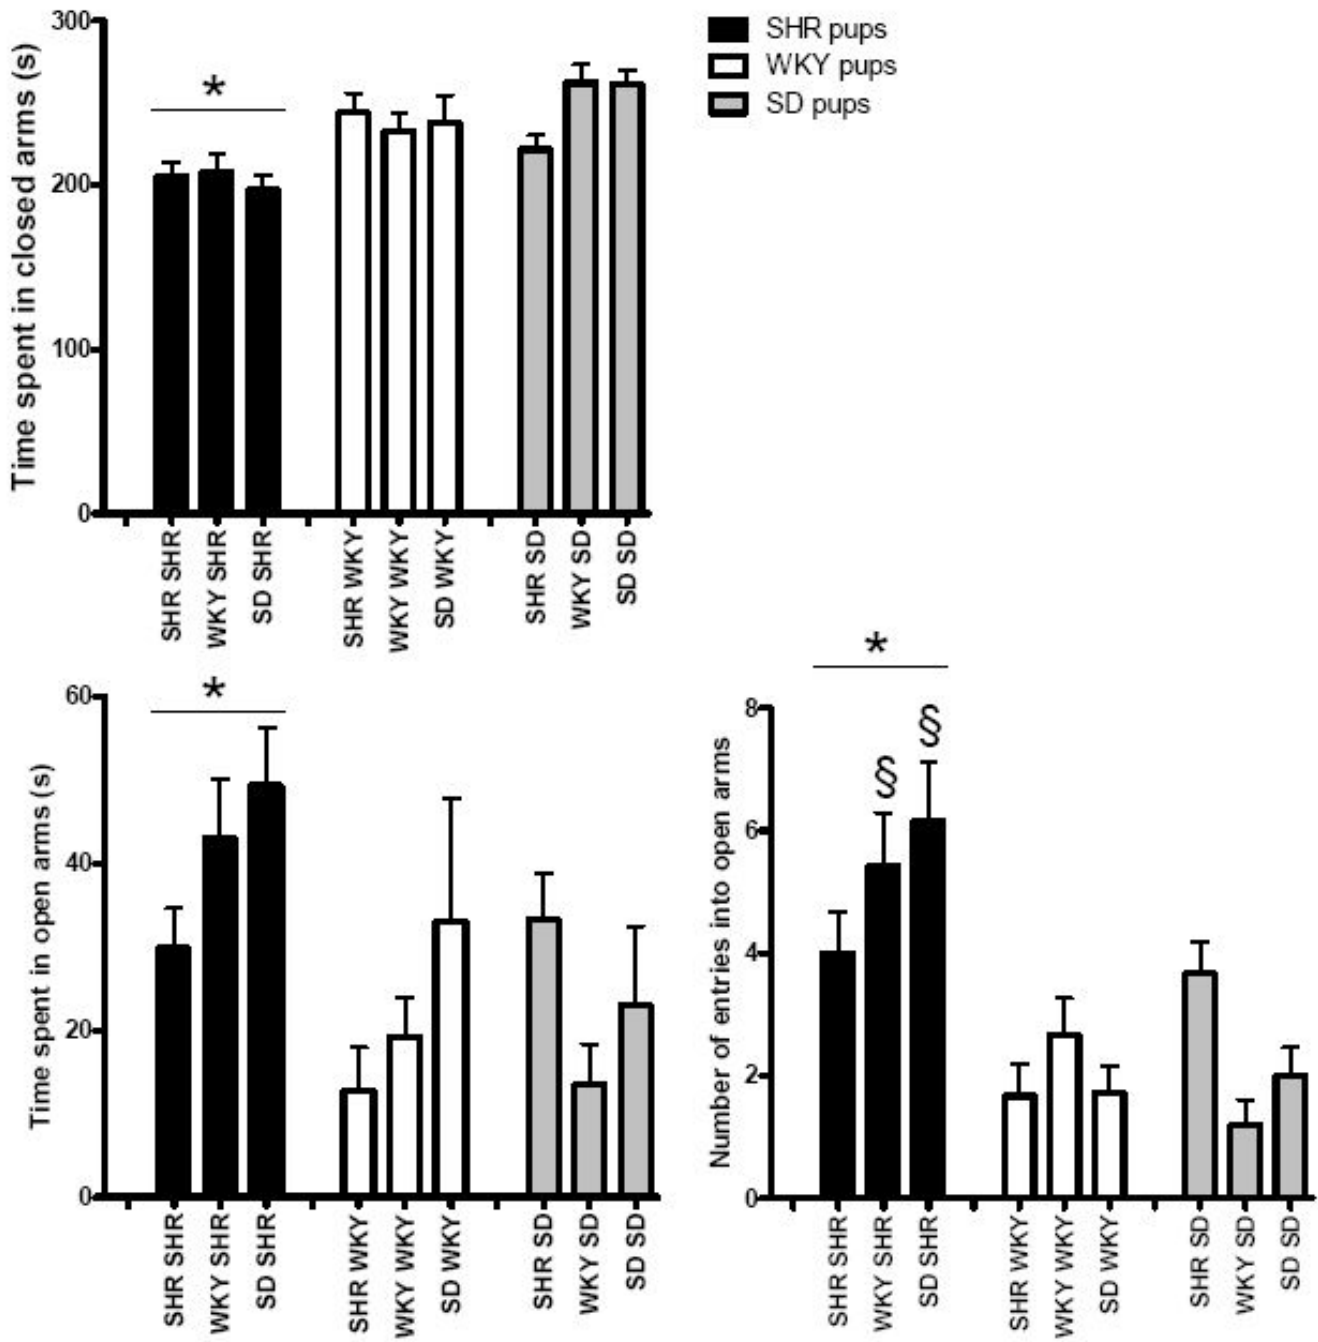 Time spent in closed arms (s)
300
200
100
0
*
SHR SHR
WKY SHR
SD SHR
SHR WKY
WKY WKY
SD WKY
SHR SD
WKY SD
SD SD
SHR pups
WKY pups
SD pups
Time spent in open arms (s)
60
40
20
0
*
SHR SHR
WKY SHR
SD SHR
SHR WKY
WKY WKY
SD WKY
SHR SD
WKY SD
SD SD
Number of entries into open arms
8
6
4
2
0
*
§
§
SHR SHR
WKY SHR
SD SHR
SHR WKY
WKY WKY
SD WKY
SHR SD
WKY SD
SD SD